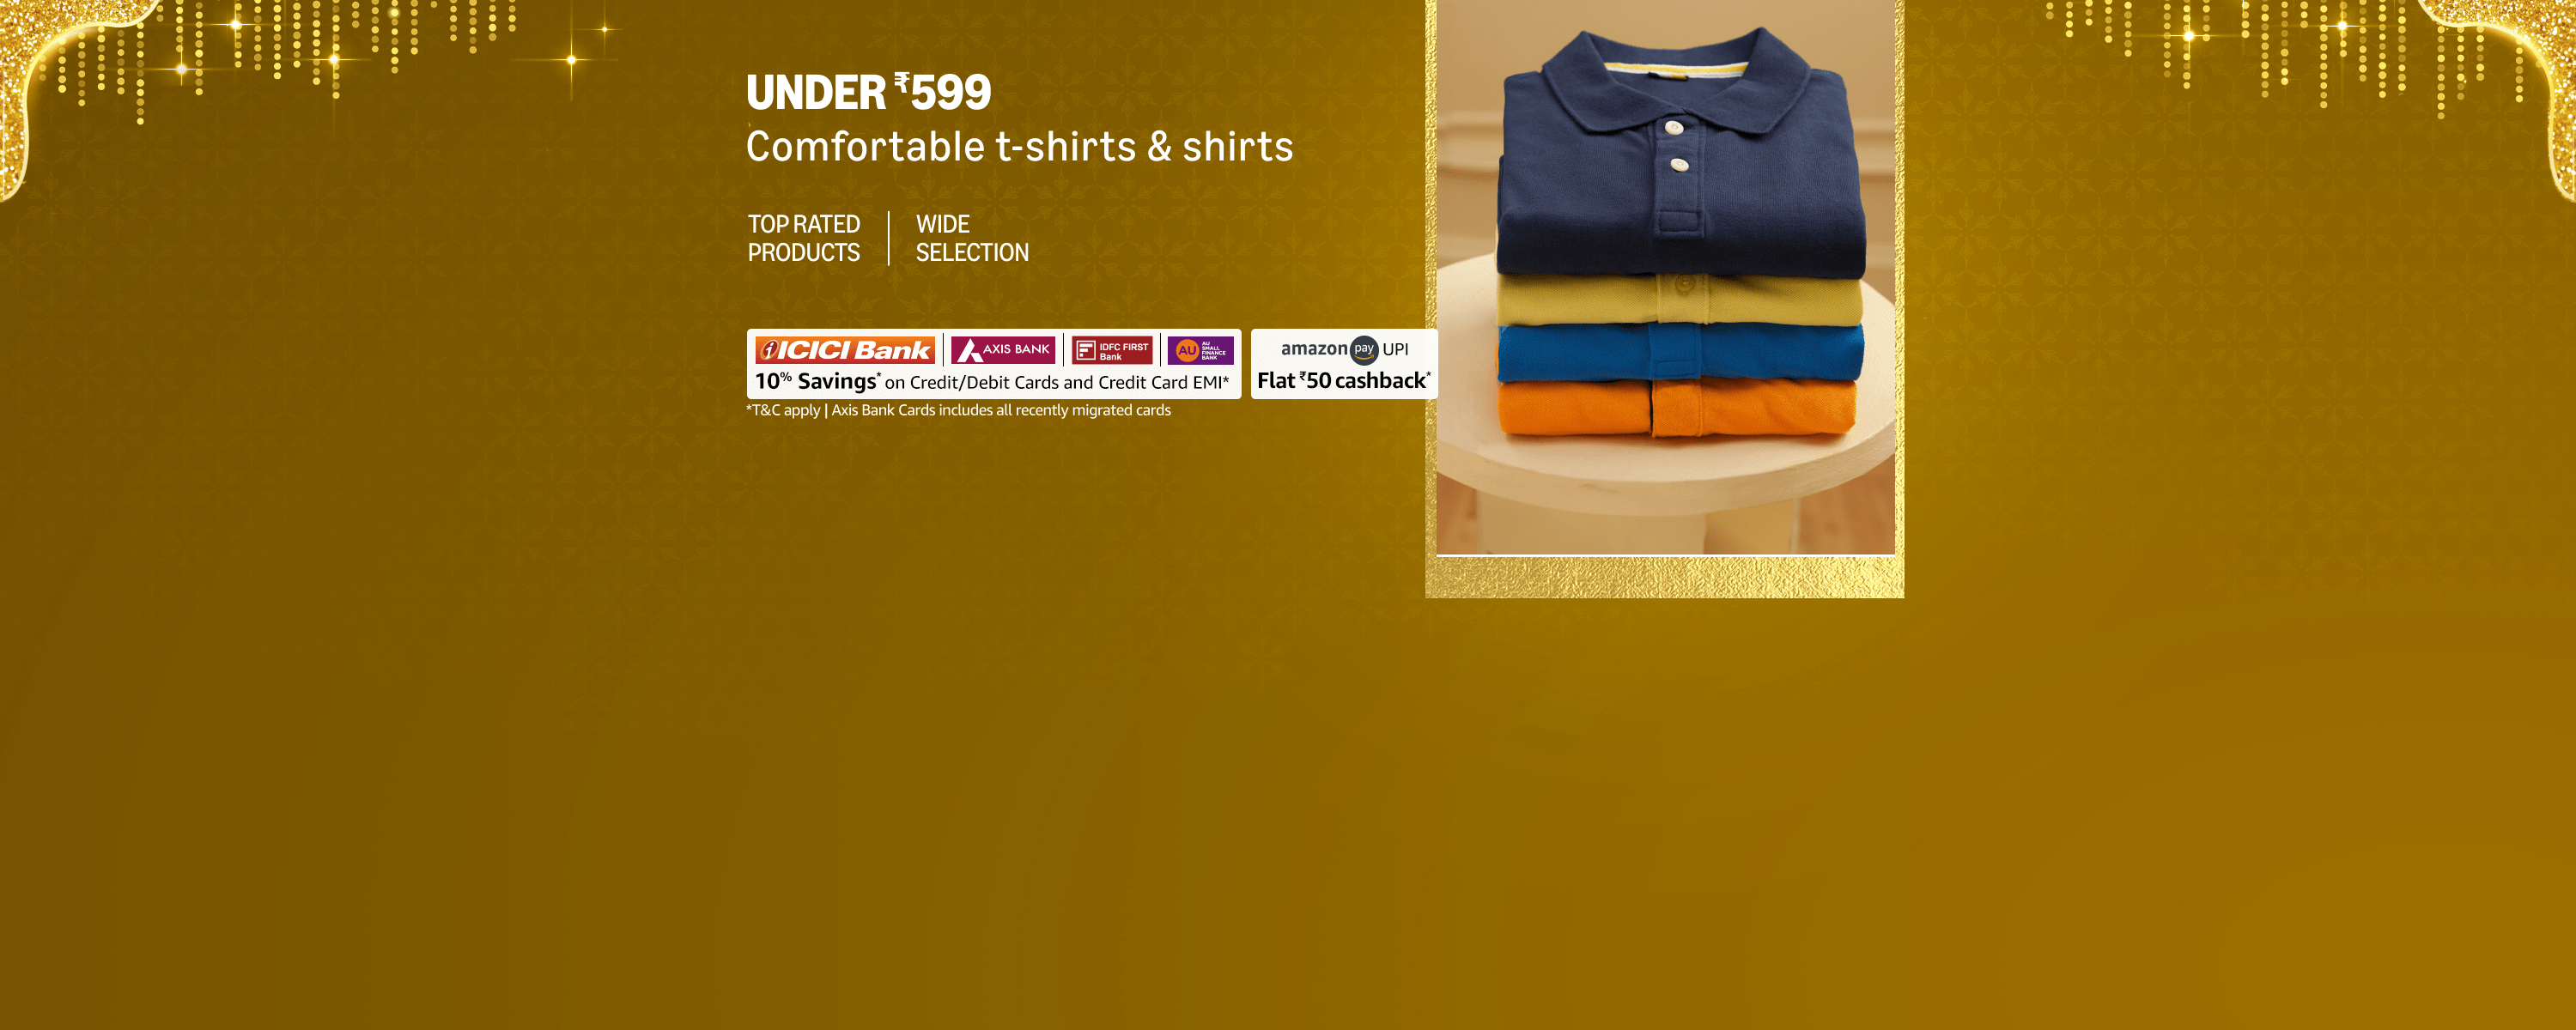 UNDER ₹599
Comfortable t-shirts & shirts
TOP RATED
PRODUCTS
WIDE
SELECTION
ICICI Bank
AXIS BANK
IDFC FIRST
Bank
AU
AU
SMALL
FINANCE
BANK
10% Savings* on Credit/Debit Cards and Credit Card EMI*
amazon pay UPI
Flat ₹50 cashback*
*T&C apply | Axis Bank Cards includes all recently migrated cards